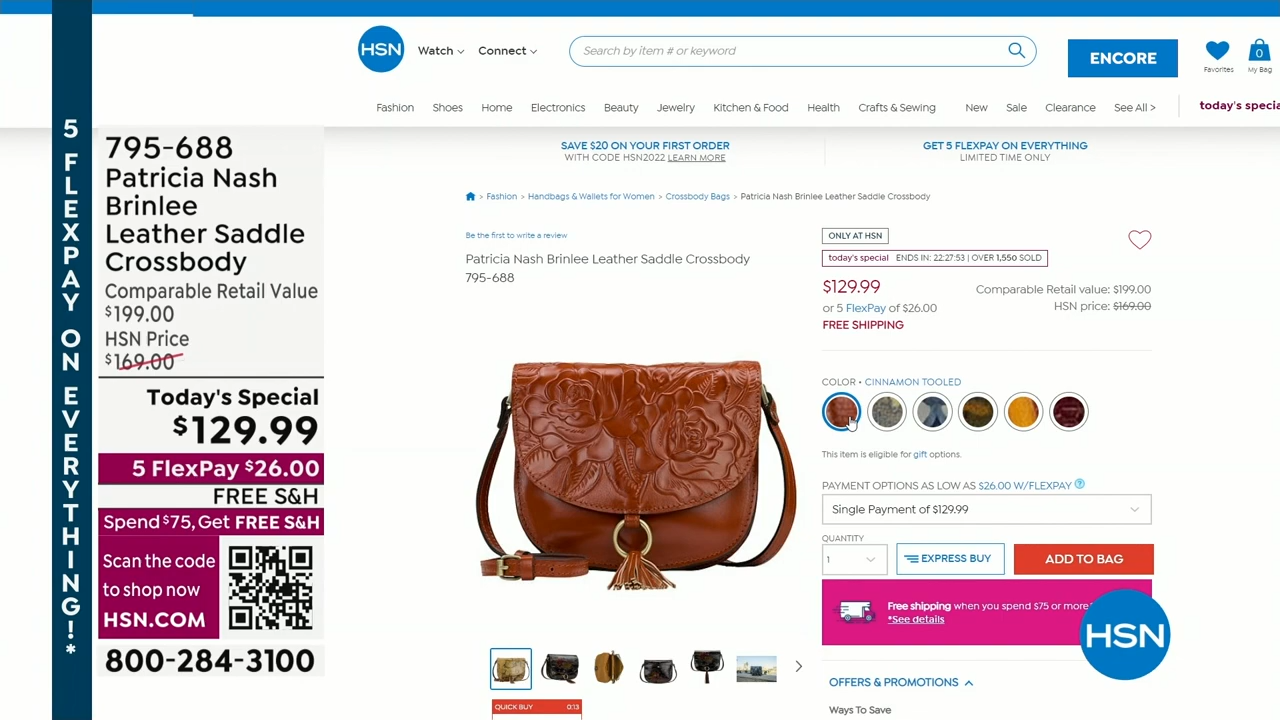 5 FLEXPAY ON EVERYTHING!*
795-688
Patricia Nash
Brinlee
Leather Saddle
Crossbody
Comparable Retail Value
$199.00
HSN Price
$169.00
Today's Special
$129.99
5 FlexPay $26.00
FREE S&H
Spend $75, Get FREE S&H
Scan the code
to shop now
HSN.COM
800-284-3100
HSN
Watch
Connect
Search by item # or keyword
ENCORE
Favorites
0
My Bag
Fashion
Shoes
Home
Electronics
Beauty
Jewelry
Kitchen & Food
Health
Crafts & Sewing
New
Sale
Clearance
See All >
today's specia
SAVE $20 ON YOUR FIRST ORDER
WITH CODE HSN2022 LEARN MORE
GET 5 FLEXPAY ON EVERYTHING
LIMITED TIME ONLY
> Fashion > Handbags & Wallets for Women > Crossbody Bags > Patricia Nash Brinlee Leather Saddle Crossbody
Be the first to write a review
Patricia Nash Brinlee Leather Saddle Crossbody
795-688
ONLY AT HSN
today's special ENDS IN: 22:27:53 | OVER 1,550 SOLD
$129.99
or 5 FlexPay of $26.00
FREE SHIPPING
Comparable Retail value: $199.00
HSN price: $169.00
COLOR • CINNAMON TOOLED
This item is eligible for gift options.
PAYMENT OPTIONS AS LOW AS $26.00 W/FLEXPAY ?
Single Payment of $129.99
QUANTITY
1
EXPRESS BUY
ADD TO BAG
Free shipping when you spend $75 or more
*See details
HSN
OFFERS & PROMOTIONS
Ways To Save
QUICK BUY 0:13